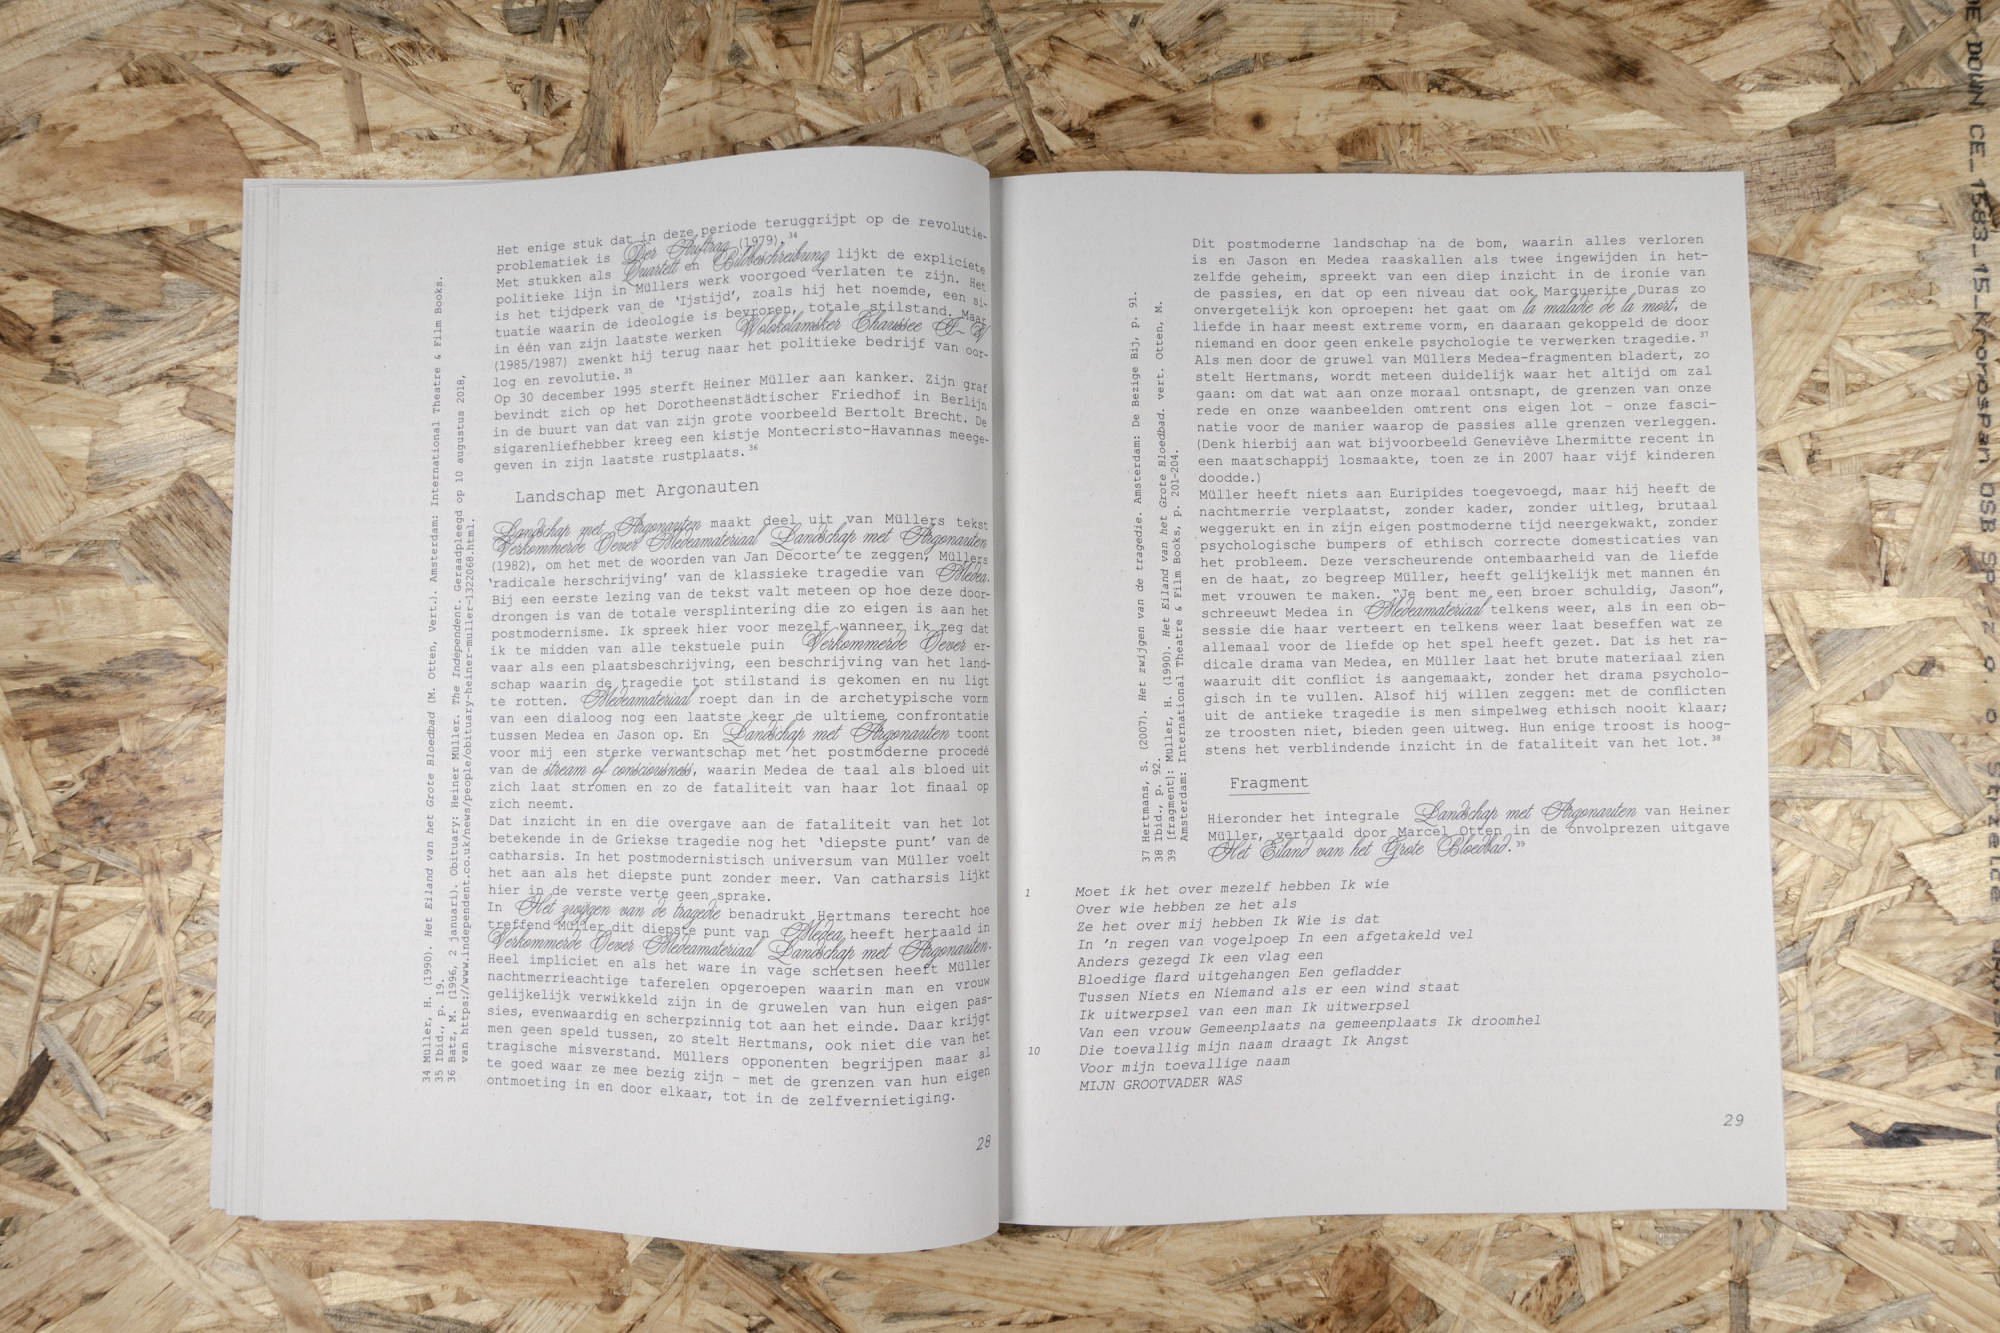 Het enige stuk dat in deze periode teruggrijpt op de revolutie-
problematiek is Der Auftrag (1979).34
Met stukken als Quartett en Bildbeschreibung lijkt de expliciete
politieke lijn in Müllers werk voorgoed verlaten te zijn. Het
is het tijdperk van de 'Ijstijd', zoals hij het noemde, een si-
tuatie waarin de ideologie is bevroren, totale stilstand. Maar
in één van zijn laatste werken Wolokolamsker Chaussee
(1985/1987) zwenkt hij terug naar het politieke bedrijf van oor-
log en revolutie.35
Op 30 december 1995 sterft Heiner Müller aan kanker. Zijn graf
bevindt zich op het Dorotheenstädtischer Friedhof in Berlijn
in de buurt van dat van zijn grote voorbeeld Bertolt Brecht. De
sigarenliefhebber kreeg een kistje Montecristo-Havannas meege-
geven in zijn laatste rustplaats.36
Landschap met Argonauten
Landschap met Argonauten maakt deel uit van Müllers tekst
Verkommerde Oever Medeamateriaal Landschap met Argonauten
(1982), om het met de woorden van Jan Decorte te zeggen, Müllers
'radicale herschrijving' van de klassieke tragedie van Medea.
Bij een eerste lezing van de tekst valt meteen op hoe deze door-
drongen is van de totale versplintering die zo eigen is aan het
postmodernisme. Ik spreek hier voor mezelf wanneer ik zeg dat
ik te midden van alle tekstuele puin Verkommerde Oever er-
vaar als een plaatsbeschrijving, een beschrijving van het land-
schap waarin de tragedie tot stilstand is gekomen en nu ligt
te rotten. Medeamateriaal roept dan in de archetypische vorm
van een dialoog nog een laatste keer de ultieme confrontatie
tussen Medea en Jason op. En Landschap met Argonauten toont
voor mij een sterke verwantschap met het postmoderne procedé
van de stream of consciousness, waarin Medea de taal als bloed uit
zich laat stromen en zo de fataliteit van haar lot finaal op
zich neemt.
Dat inzicht in en die overgave aan de fataliteit van het lot
betekende in de Griekse tragedie nog het 'diepste punt' van de
catharsis. In het postmodernistisch universum van Müller voelt
het aan als het diepste punt zonder meer. Van catharsis lijkt
hier in de verste verte geen sprake.
In Het zwijgen van de tragedie benadrukt Hertmans terecht hoe
treffend Müller dit diepste punt van Medea heeft hertaald in
Verkommerde Oever Medeamateriaal Landschap met Argonauten.
Heel impliciet en als het ware in vage schetsen heeft Müller
nachtmerrieachtige taferelen opgeroepen waarin man en vrouw
gelijkelijk verwikkeld zijn in de gruwelen van hun eigen pas-
sies, evenwaardig en scherpzinnig tot aan het einde. Daar krijgt
men geen speld tussen, zo stelt Hertmans, ook niet die van het
tragische misverstand. Müllers opponenten begrijpen maar al
te goed waar ze mee bezig zijn – met de grenzen van hun eigen
ontmoeting in en door elkaar, tot in de zelfvernietiging.
34 Müller, H. (1990). Het Eiland van het Grote Bloedbad (M. Otten, Vert.). Amsterdam: International Theatre & Film Books.
35 Ibid., p. 19.
36 Batz, M. (1996, 2 januari). Obituary: Heiner Müller. The Independent. Geraadpleegd op 10 augustus 2018,
van https://www.independent.co.uk/news/people/obituary-heiner-muller-1322068.html.
28
Dit postmoderne landschap na de bom, waarin alles verloren
is en Jason en Medea raaskallen als twee ingewijden in het-
zelfde geheim, spreekt van een diep inzicht in de ironie van
de passies, en dat op een niveau dat ook Marguerite Duras zo
onvergetelijk kon oproepen: het gaat om la maladie de la mort, de
liefde in haar meest extreme vorm, en daaraan gekoppeld de door
niemand en door geen enkele psychologie te verwerken tragedie.37
Als men door de gruwel van Müllers Medea-fragmenten bladert, zo
stelt Hertmans, wordt meteen duidelijk waar het altijd om zal
gaan: om dat wat aan onze moraal ontsnapt, de grenzen van onze
rede en onze waanbeelden omtrent ons eigen lot – onze fasci-
natie voor de manier waarop de passies alle grenzen verleggen.
(Denk hierbij aan wat bijvoorbeeld Geneviève Lhermitte recent in
een maatschappij losmaakte, toen ze in 2007 haar vijf kinderen
doodde.)
Müller heeft niets aan Euripides toegevoegd, maar hij heeft de
nachtmerrie verplaatst, zonder kader, zonder uitleg, brutaal
weggerukt en in zijn eigen postmoderne tijd neergekwakt, zonder
psychologische bumpers of ethisch correcte domesticaties van
het probleem. Deze verscheurende ontembaarheid van de liefde
en de haat, zo begreep Müller, heeft gelijkelijk met mannen én
met vrouwen te maken. "Je bent me een broer schuldig, Jason",
schreeuwt Medea in Medeamateriaal telkens weer, als in een ob-
sessie die haar verteert en telkens weer laat beseffen wat ze
allemaal voor de liefde op het spel heeft gezet. Dat is het ra-
dicale drama van Medea, en Müller laat het brute materiaal zien
waaruit dit conflict is aangemaakt, zonder het drama psycholo-
gisch in te vullen. Alsof hij willen zeggen: met de conflicten
uit de antieke tragedie is men simpelweg ethisch nooit klaar;
ze troosten niet, bieden geen uitweg. Hun enige troost is hoog-
stens het verblindende inzicht in de fataliteit van het lot.38
Fragment
Hieronder het integrale Landschap met Argonauten van Heiner
Müller, vertaald door Marcel Otten in de onvolprezen uitgave
Het Eiland van het Grote Bloedbad.39
37 Hertmans, S. (2007). Het zwijgen van de tragedie. Amsterdam: De Bezige Bij, p. 91.
38 Ibid., p. 92.
39 [fragment]: Müller, H. (1990). Het Eiland van het Grote Bloedbad. vert. Otten, M.
Amsterdam: International Theatre & Film Books, p. 201-204.
1 Moet ik het over mezelf hebben Ik wie
Over wie hebben ze het als
Ze het over mij hebben Ik Wie is dat
In 'n regen van vogelpoep In een afgetakeld vel
Anders gezegd Ik een vlag een
Bloedige flard uitgehangen Een gefladder
Tussen Niets en Niemand als er een wind staat
Ik uitwerpsel van een man Ik uitwerpsel
Van een vrouw Gemeenplaats na gemeenplaats Ik droomhel
10 Die toevallig mijn naam draagt Ik Angst
Voor mijn toevallige naam
MIJN GROOTVADER WAS
29
DOWN CE_1583_15_Kronospan OSB Sp. z o. o Strzelce